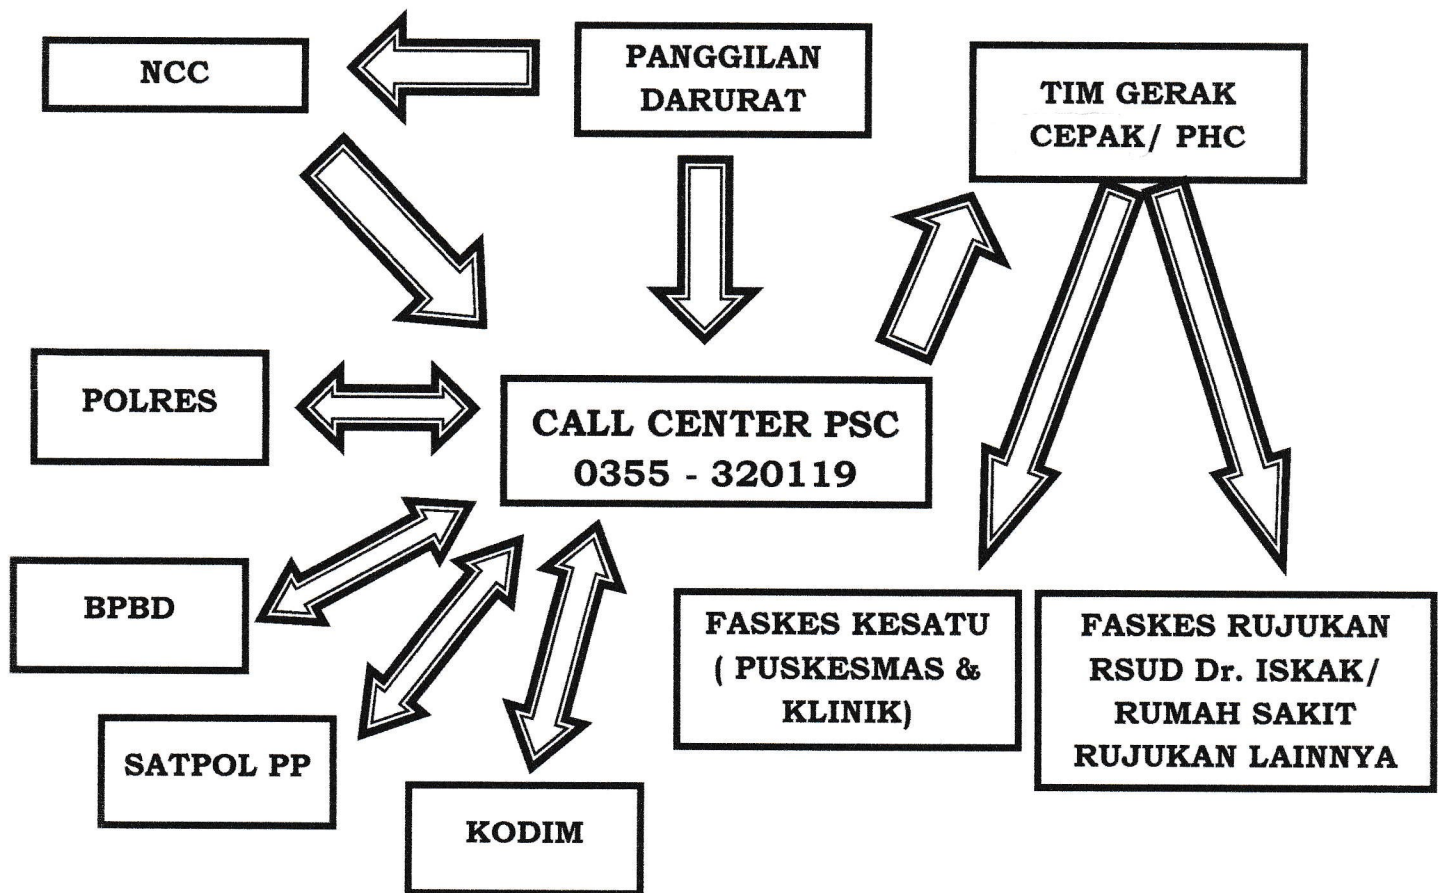 NCC
PANGGILAN
DARURAT
TIM GERAK
CEPAK/ PHC
POLRES
CALL CENTER PSC
0355 - 320119
BPBD
SATPOL PP
KODIM
FASKES KESATU
( PUSKESMAS &
KLINIK)
FASKES RUJUKAN
RSUD Dr. ISKAK/
RUMAH SAKIT
RUJUKAN LAINNYA